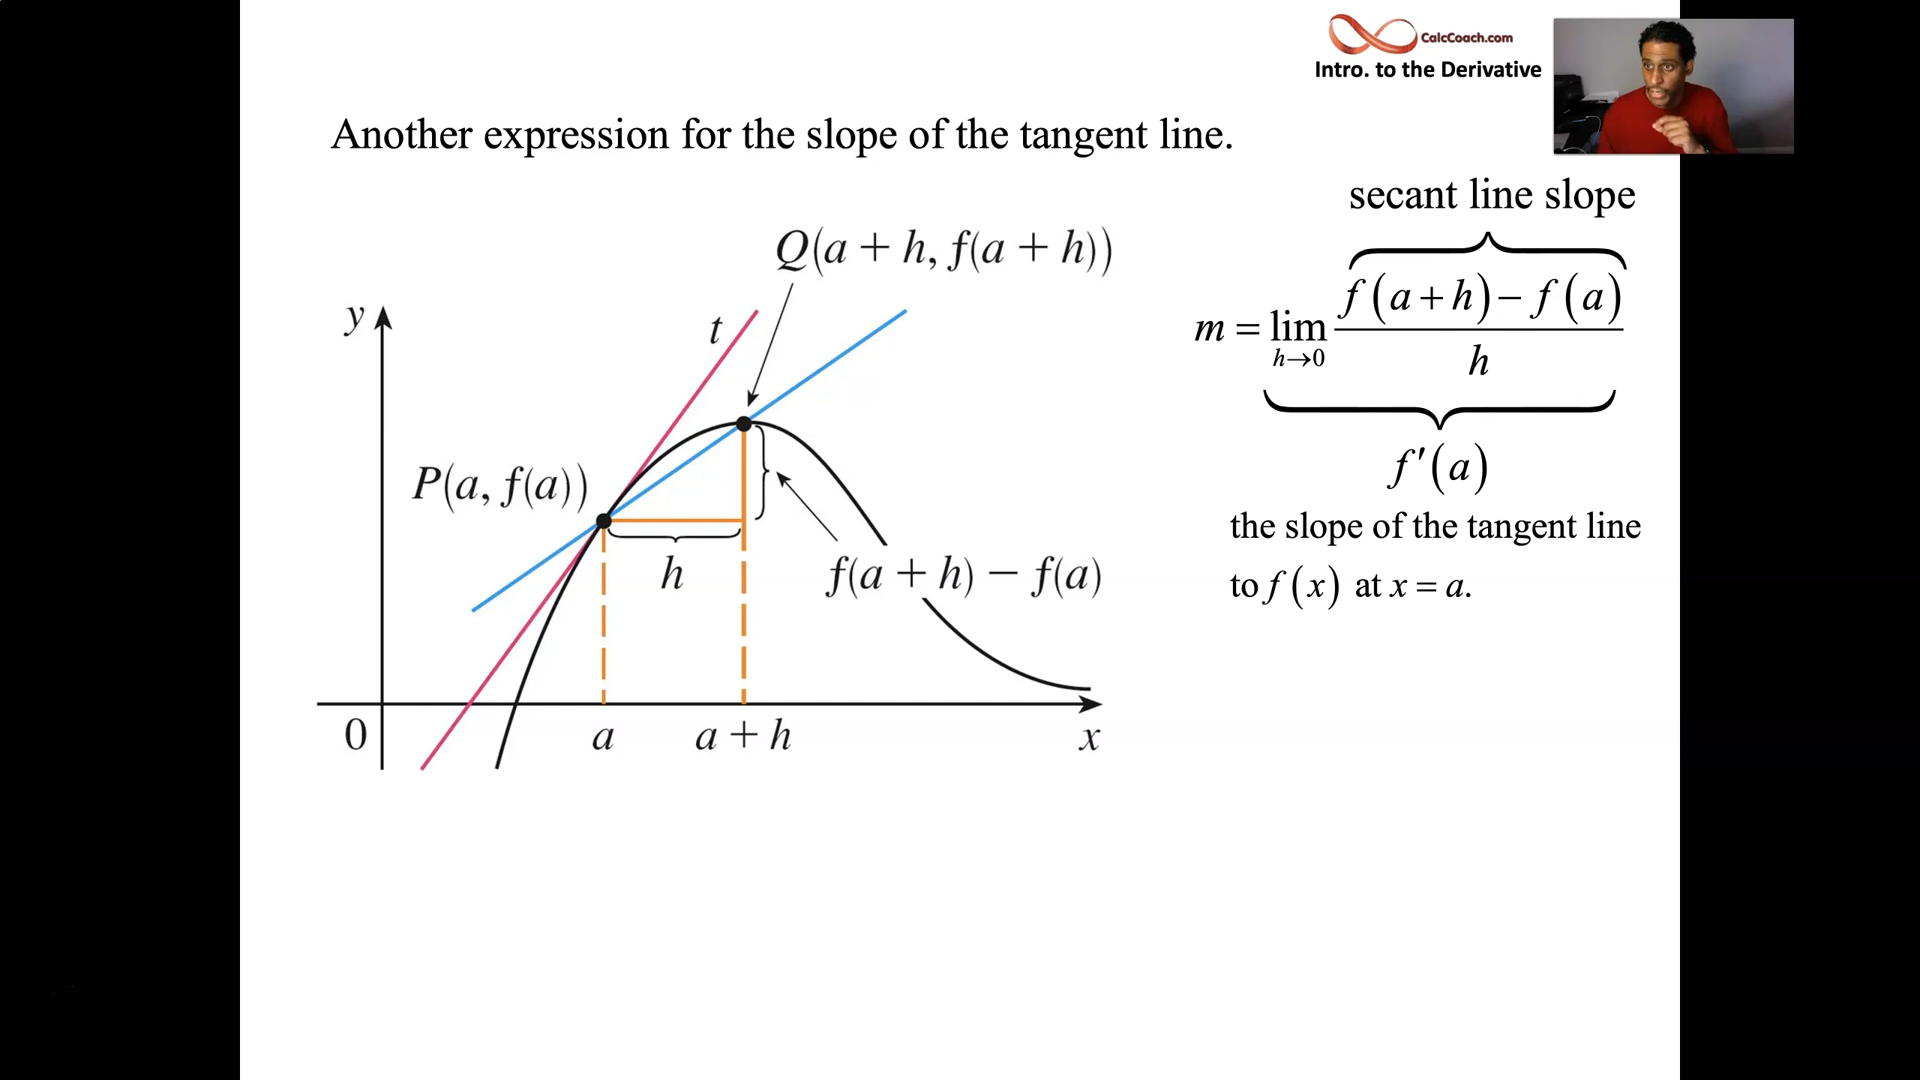 CalcCoach.com
Intro. to the Derivative
Another expression for the slope of the tangent line.
secant line slope
Q(a + h, f(a + h))
y
t
m = lim h→0 f(a+h) − f(a) / h
P(a, f(a))
f′(a)
the slope of the tangent line
to f(x) at x = a.
h
f(a + h) − f(a)
0
a
a + h
x